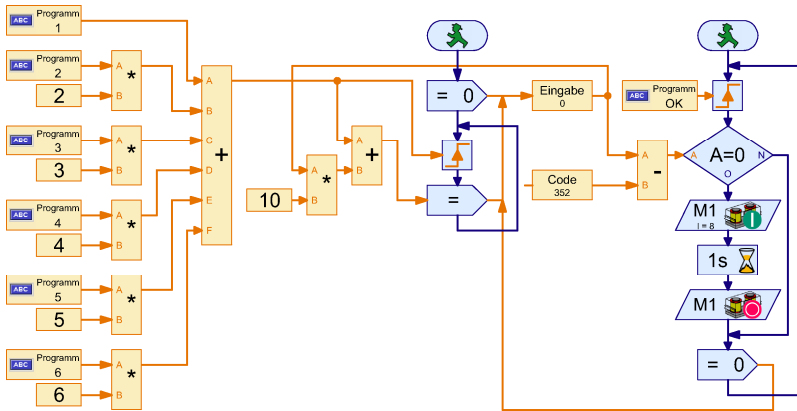 ABC Programm
1
ABC Programm
2
A
B
*
2
ABC Programm
3
A
B
*
3
ABC Programm
4
A
B
*
4
ABC Programm
5
A
B
*
5
ABC Programm
6
A
B
*
6
A
B
C
D
E
F
+
10
A
B
*
A
B
+
= 0
=
Eingabe
0
Code
352
A
B
-
ABC Programm
OK
A
A=0
N
O
M1
I = 8
1s
M1
= 0